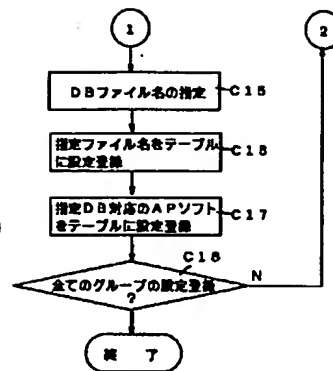 1
2
DBファイル名の指定
C15
指定ファイル名をテーブル
に設定登録
C16
指定DB対応のAPソフト
をテーブルに設定登録
C17
C18
全てのグループの設定登録
?
N
終 了